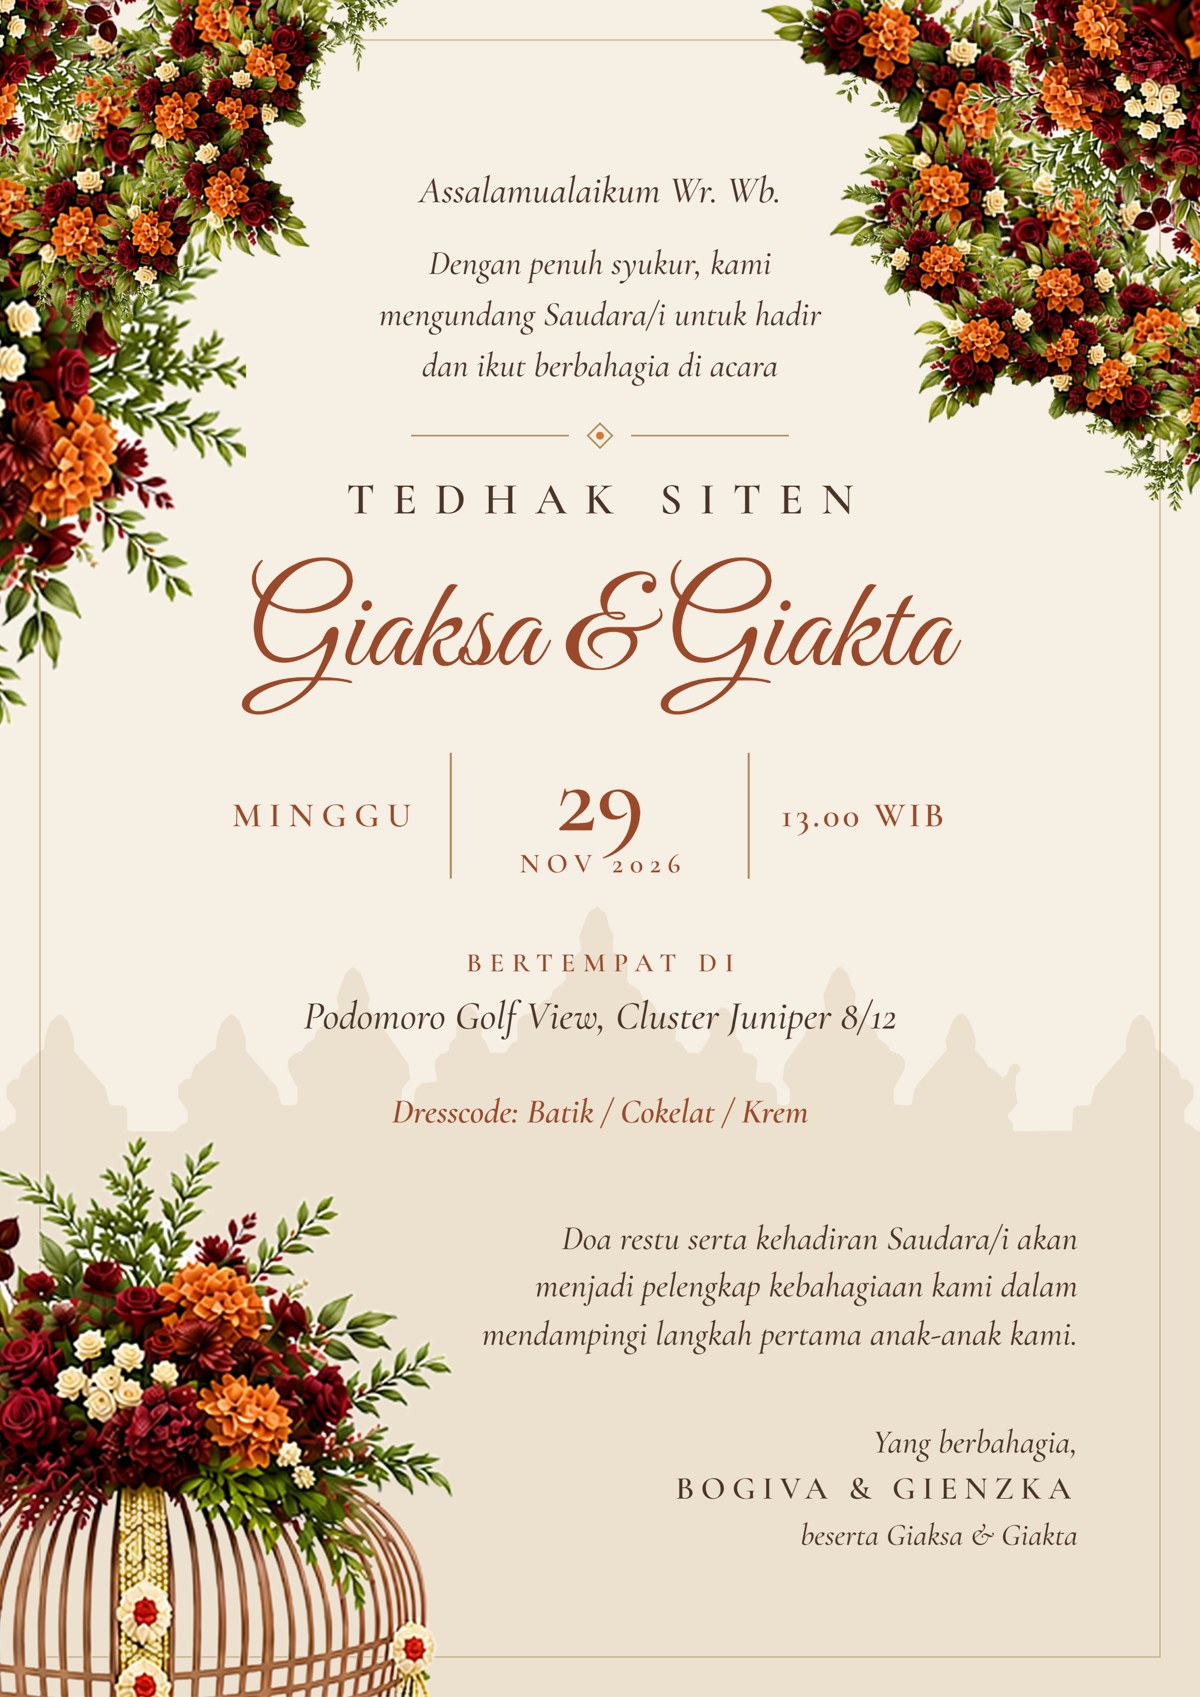 Assalamualaikum Wr. Wb.
Dengan penuh syukur, kami
mengundang Saudara/i untuk hadir
dan ikut berbahagia di acara
TEDHAK SITEN
Giaksa & Giakta
MINGGU
29
NOV 2026
13.00 WIB
BERTEMPAT DI
Podomoro Golf View, Cluster Juniper 8/12
Dresscode: Batik / Cokelat / Krem
Doa restu serta kehadiran Saudara/i akan
menjadi pelengkap kebahagiaan kami dalam
mendampingi langkah pertama anak-anak kami.
Yang berbahagia,
BOGIVA & GIENZKA
beserta Giaksa & Giakta